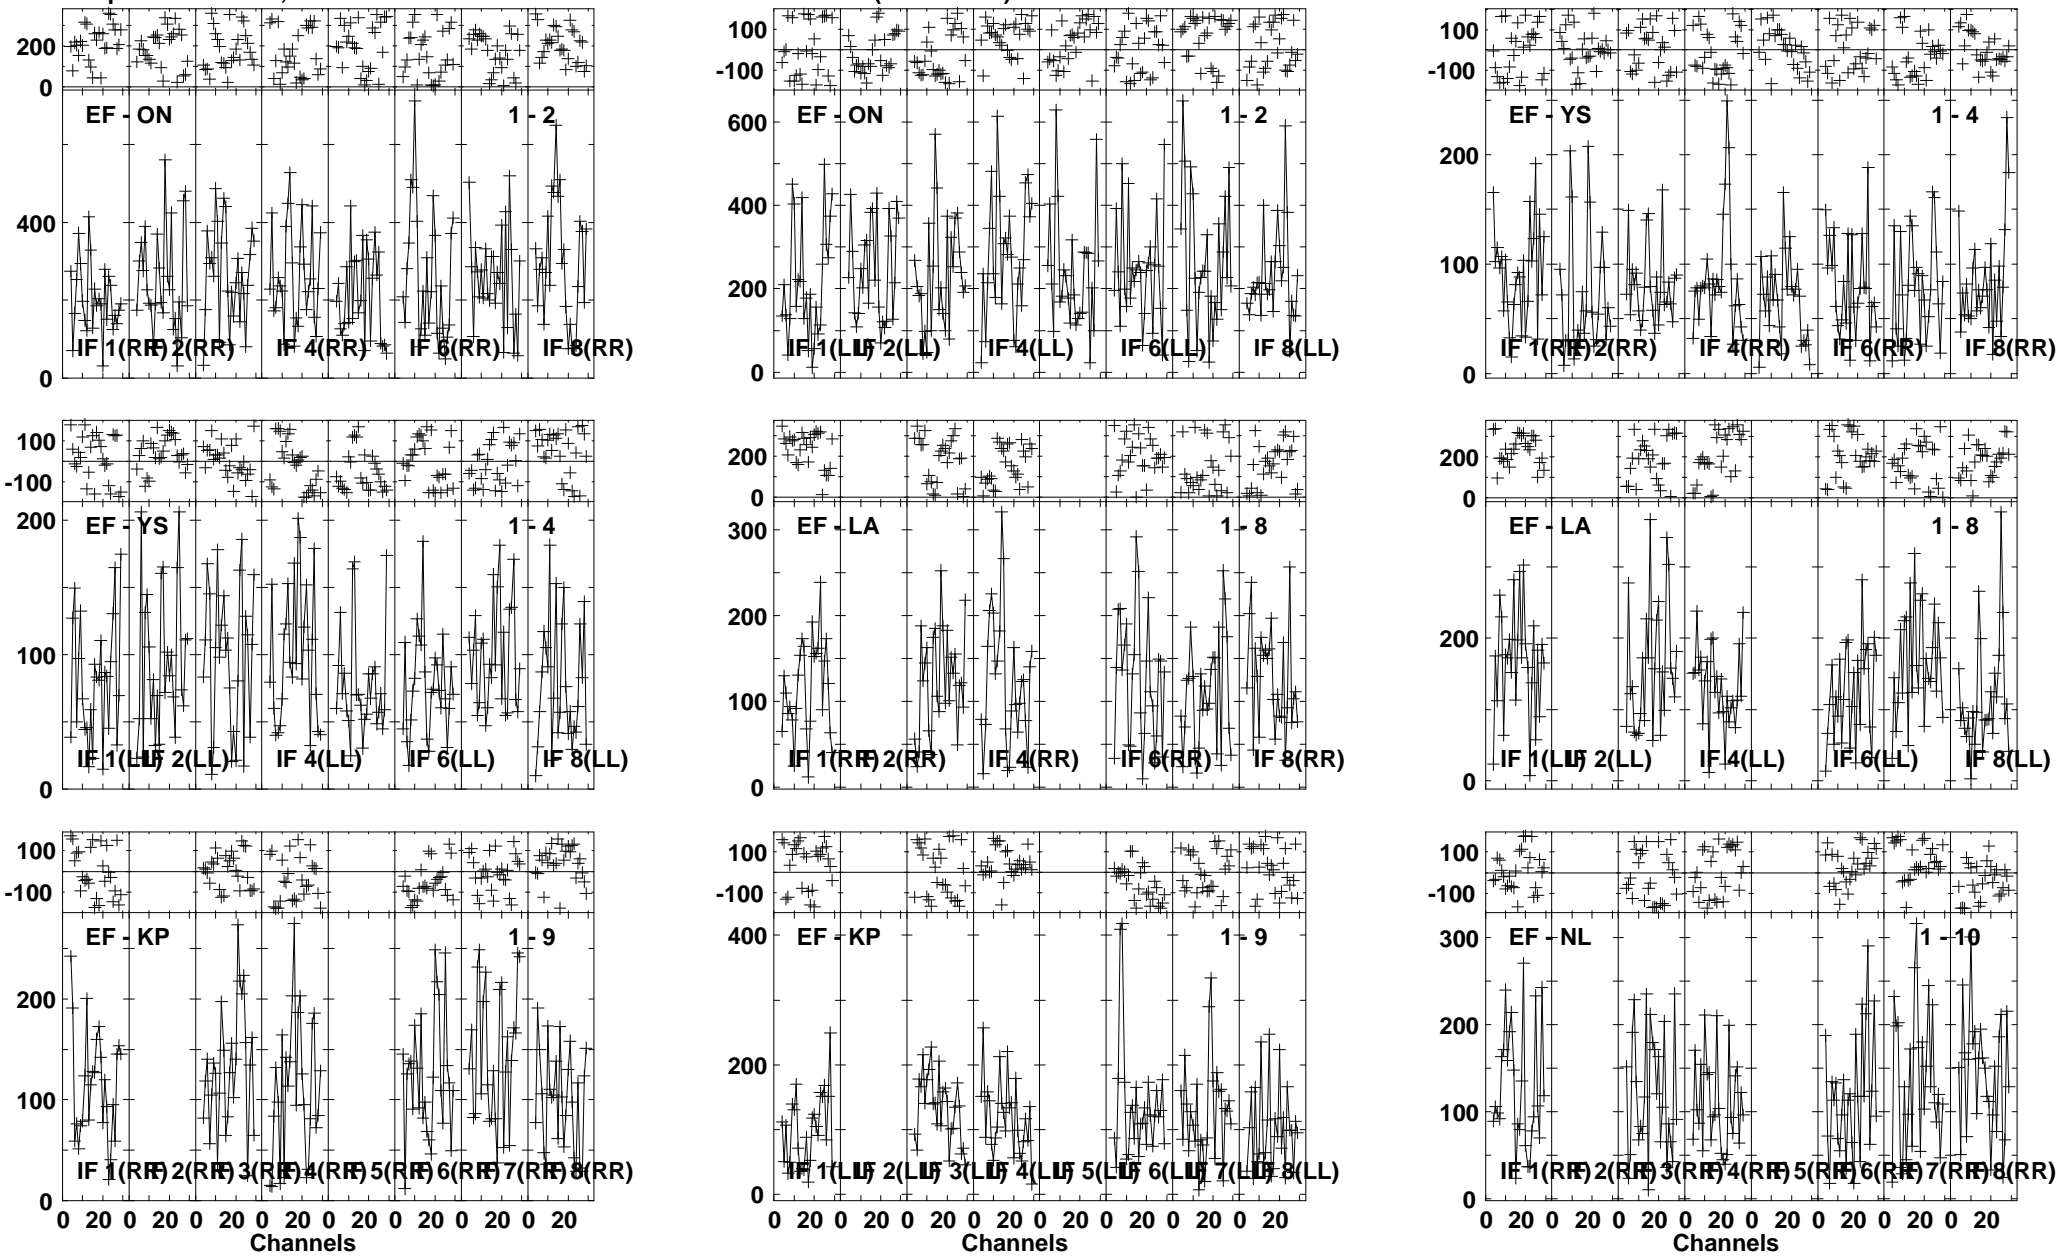 200
100
0
EF - ON 1 - 2
400
0
IF 1(RR) IF 2(RR) IF 4(RR) IF 6(RR) IF 8(RR)
100
-100
EF - ON 1 - 2
600
400
200
0
IF 1(LL) IF 2(LL) IF 4(LL) IF 6(LL) IF 8(LL)
100
-100
EF - YS 1 - 4
200
100
0
IF 1(RR) IF 2(RR) IF 4(RR) IF 6(RR) IF 8(RR)
100
-100
EF - YS 1 - 4
200
100
0
IF 1(LL) IF 2(LL) IF 4(LL) IF 6(LL) IF 8(LL)
200
0
EF - LA 1 - 8
300
200
100
0
IF 1(RR) IF 2(RR) IF 4(RR) IF 6(RR) IF 8(RR)
200
0
EF - LA 1 - 8
200
0
IF 1(LL) IF 2(LL) IF 4(LL) IF 6(LL) IF 8(LL)
100
-100
EF - KP 1 - 9
200
100
0
IF 1(RR) IF 2(RR) IF 3(RR) IF 4(RR) IF 5(RR) IF 6(RR) IF 7(RR) IF 8(RR)
0 20 0 20 0 20 0 20 0 20 0 20 0 20 0 20
Channels
100
-100
EF - KP 1 - 9
400
200
0
IF 1(LL) IF 2(LL) IF 3(LL) IF 4(LL) IF 5(LL) IF 6(LL) IF 7(LL) IF 8(LL)
0 20 0 20 0 20 0 20 0 20 0 20 0 20 0 20
Channels
100
-100
EF - NL 1 - 10
300
200
100
0
IF 1(RR) IF 2(RR) IF 3(RR) IF 4(RR) IF 5(RR) IF 6(RR) IF 7(RR) IF 8(RR)
0 20 0 20 0 20 0 20 0 20 0 20 0 20 0 20
Channels